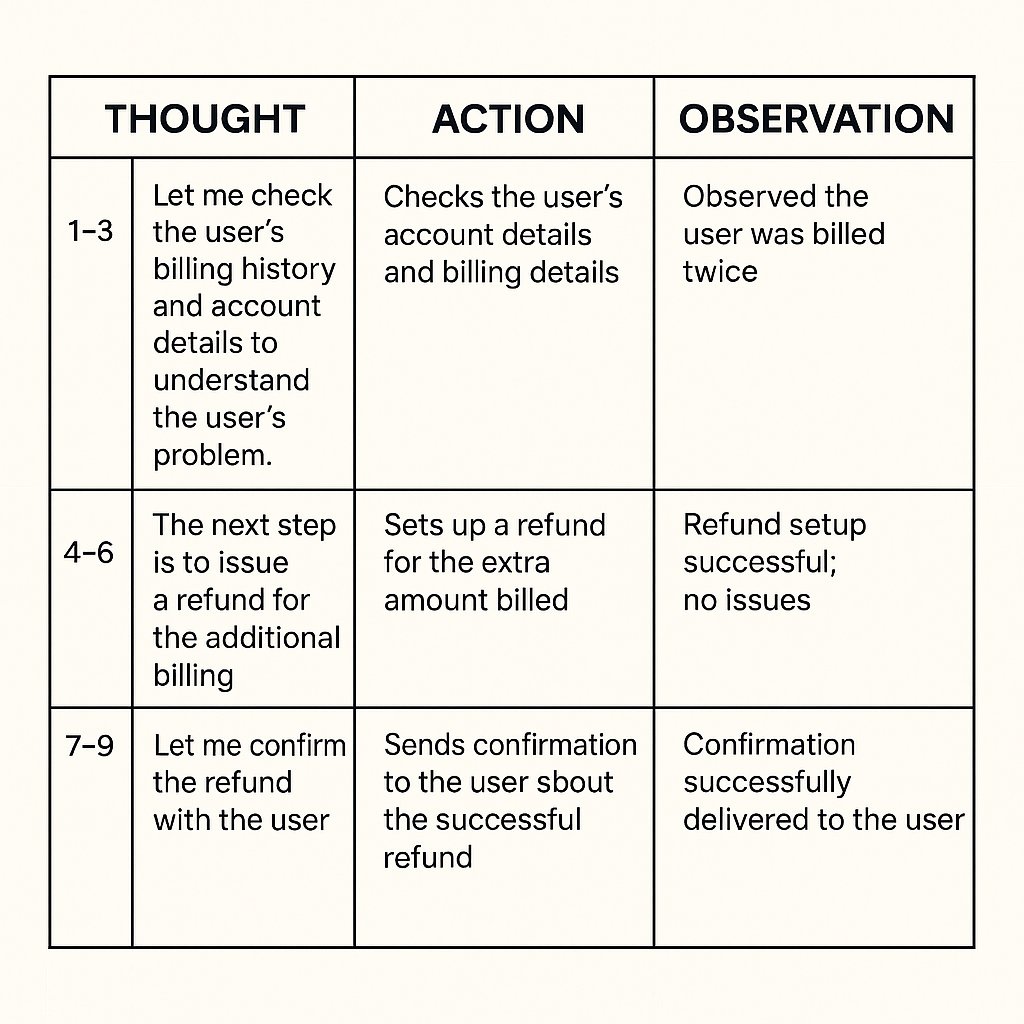 THOUGHT
ACTION
OBSERVATION
1–3
Let me check
the user’s
billing history
and account
details to
understand
the user’s
problem.
Checks the user’s
account details
and billing details
Observed the
user was billed
twice
4–6
The next step
is to issue
a refund for
the additional
billing
Sets up a refund
for the extra
amount billed
Refund setup
successful;
no issues
7–9
Let me confirm
the refund
with the user
Sends confirmation
to the user sbout
the successful
refund
Confirmation
successfully
delivered to the user